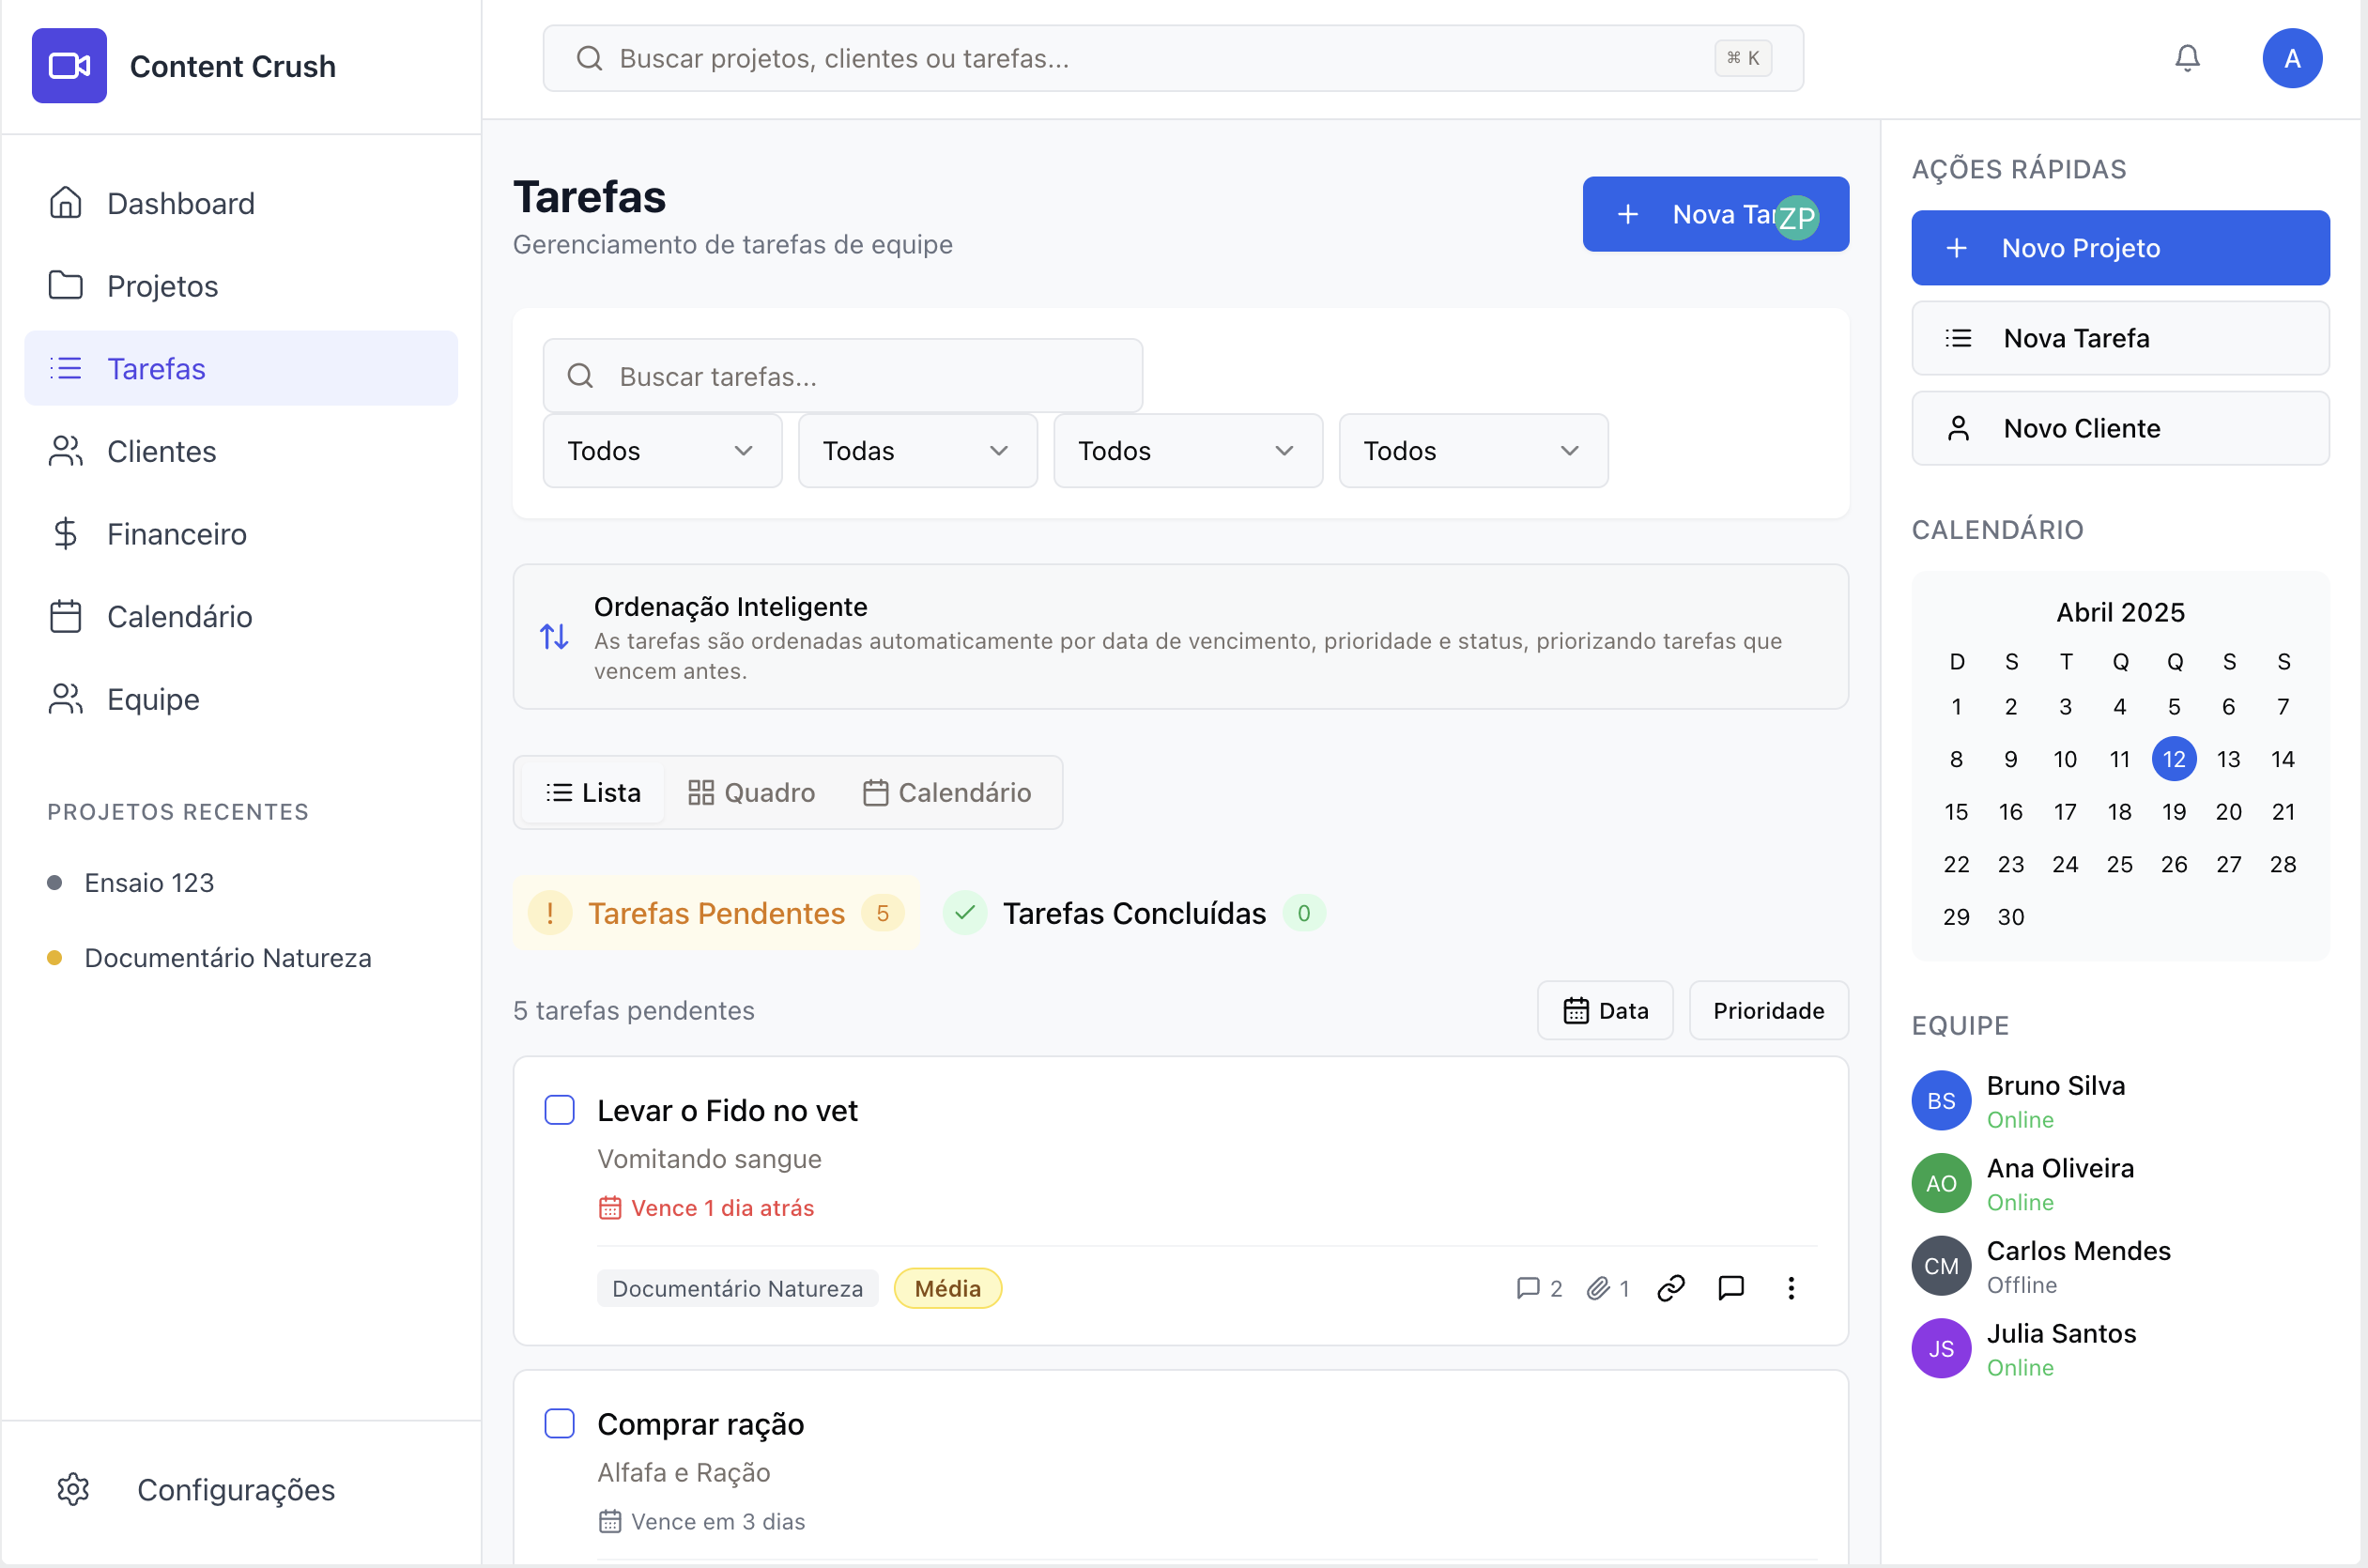 Content Crush
Buscar projetos, clientes ou tarefas...
⌘ K
A
Dashboard
Projetos
Tarefas
Clientes
Financeiro
Calendário
Equipe
PROJETOS RECENTES
Ensaio 123
Documentário Natureza
Configurações
Tarefas
Gerenciamento de tarefas de equipe
+ Nova Tar
ZP
Buscar tarefas...
Todos
Todas
Todos
Todos
Ordenação Inteligente
As tarefas são ordenadas automaticamente por data de vencimento, prioridade e status, priorizando tarefas que
vencem antes.
Lista
Quadro
Calendário
! Tarefas Pendentes 5
Tarefas Concluídas 0
5 tarefas pendentes
Data
Prioridade
Levar o Fido no vet
Vomitando sangue
Vence 1 dia atrás
Documentário Natureza
Média
2
1
Comprar ração
Alfafa e Ração
Vence em 3 dias
AÇÕES RÁPIDAS
+ Novo Projeto
Nova Tarefa
Novo Cliente
CALENDÁRIO
Abril 2025
D S T Q Q S S
1 2 3 4 5 6 7
8 9 10 11 12 13 14
15 16 17 18 19 20 21
22 23 24 25 26 27 28
29 30
EQUIPE
BS
Bruno Silva
Online
AO
Ana Oliveira
Online
CM
Carlos Mendes
Offline
JS
Julia Santos
Online